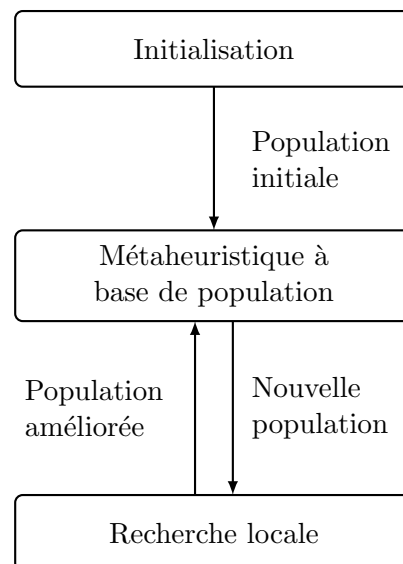 Initialisation
Population
initiale
Métaheuristique à
base de population
Population
améliorée
Nouvelle
population
Recherche locale